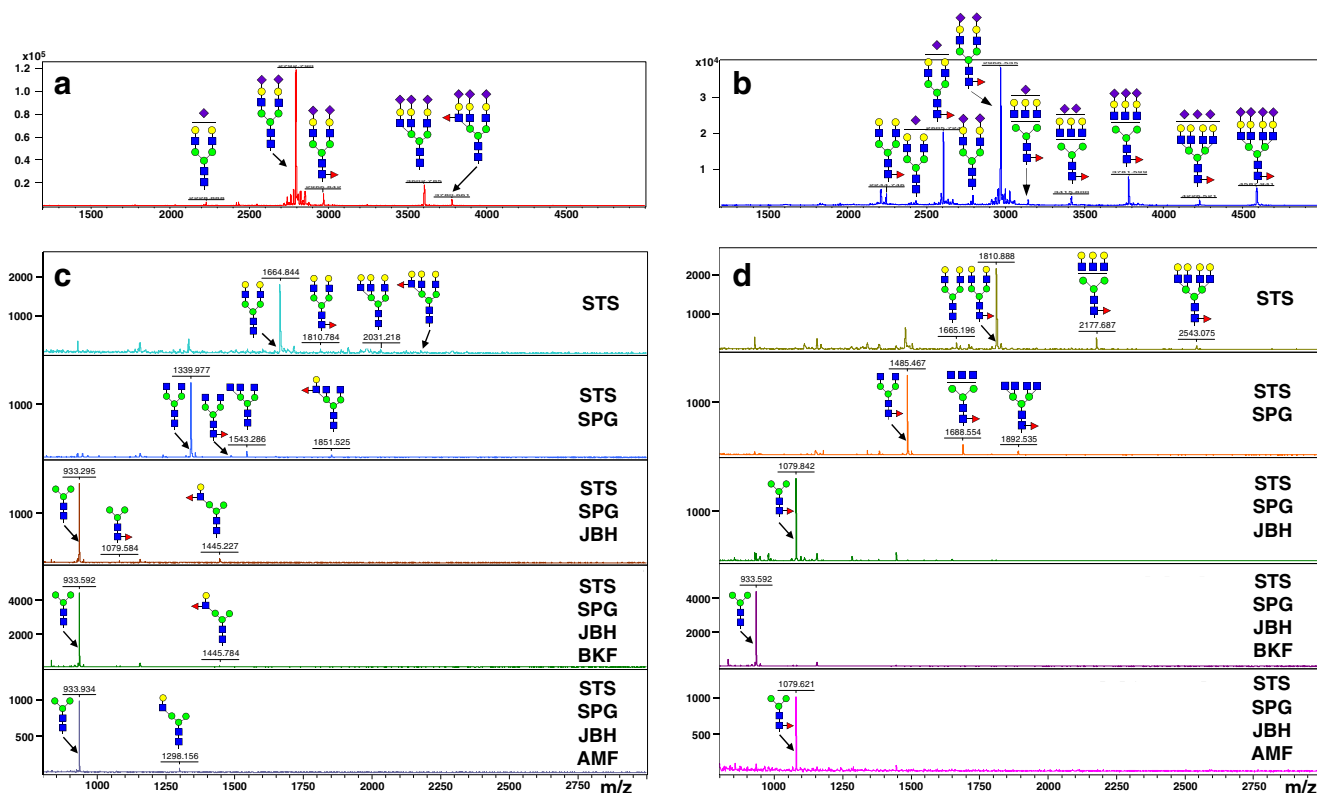 a
x10⁵
1.2
1.0
0.8
0.6
0.4
0.2
1500 2000 2500 3000 3500 4000 4500
b
x10⁴
3
2
1
1500 2000 2500 3000 3500 4000 4500
c
2000
1000
1664.844
1810.784
2031.218
STS
1000
1339.977
1543.286
1851.525
STS
SPG
1000
933.295
1079.584
1445.227
STS
SPG
JBH
4000
2000
933.592
1445.784
STS
SPG
JBH
BKF
1000
500
933.934
1298.156
STS
SPG
JBH
AMF
1000 1250 1500 1750 2000 2250 2500 2750 m/z
d
2000
1000
1665.196
1810.888
2177.687
2543.075
STS
1000
1485.467
1688.554
1892.535
STS
SPG
1000
1079.842
STS
SPG
JBH
4000
2000
933.592
STS
SPG
JBH
BKF
1000
500
1079.621
STS
SPG
JBH
AMF
1000 1250 1500 1750 2000 2250 2500 2750 m/z